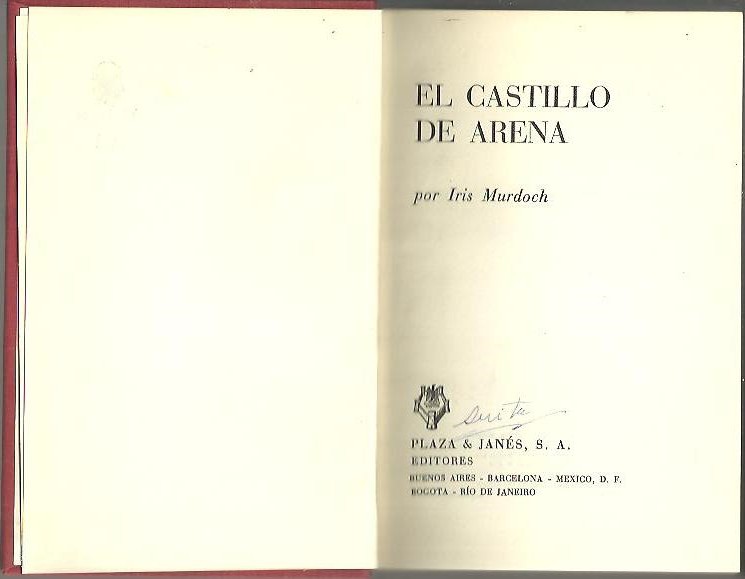 EL CASTILLO
DE ARENA
por Iris Murdoch
PLAZA & JANÉS, S. A.
EDITORES
BUENOS AIRES - BARCELONA - MEXICO, D. F.
BOGOTA - RÍO DE JANEIRO